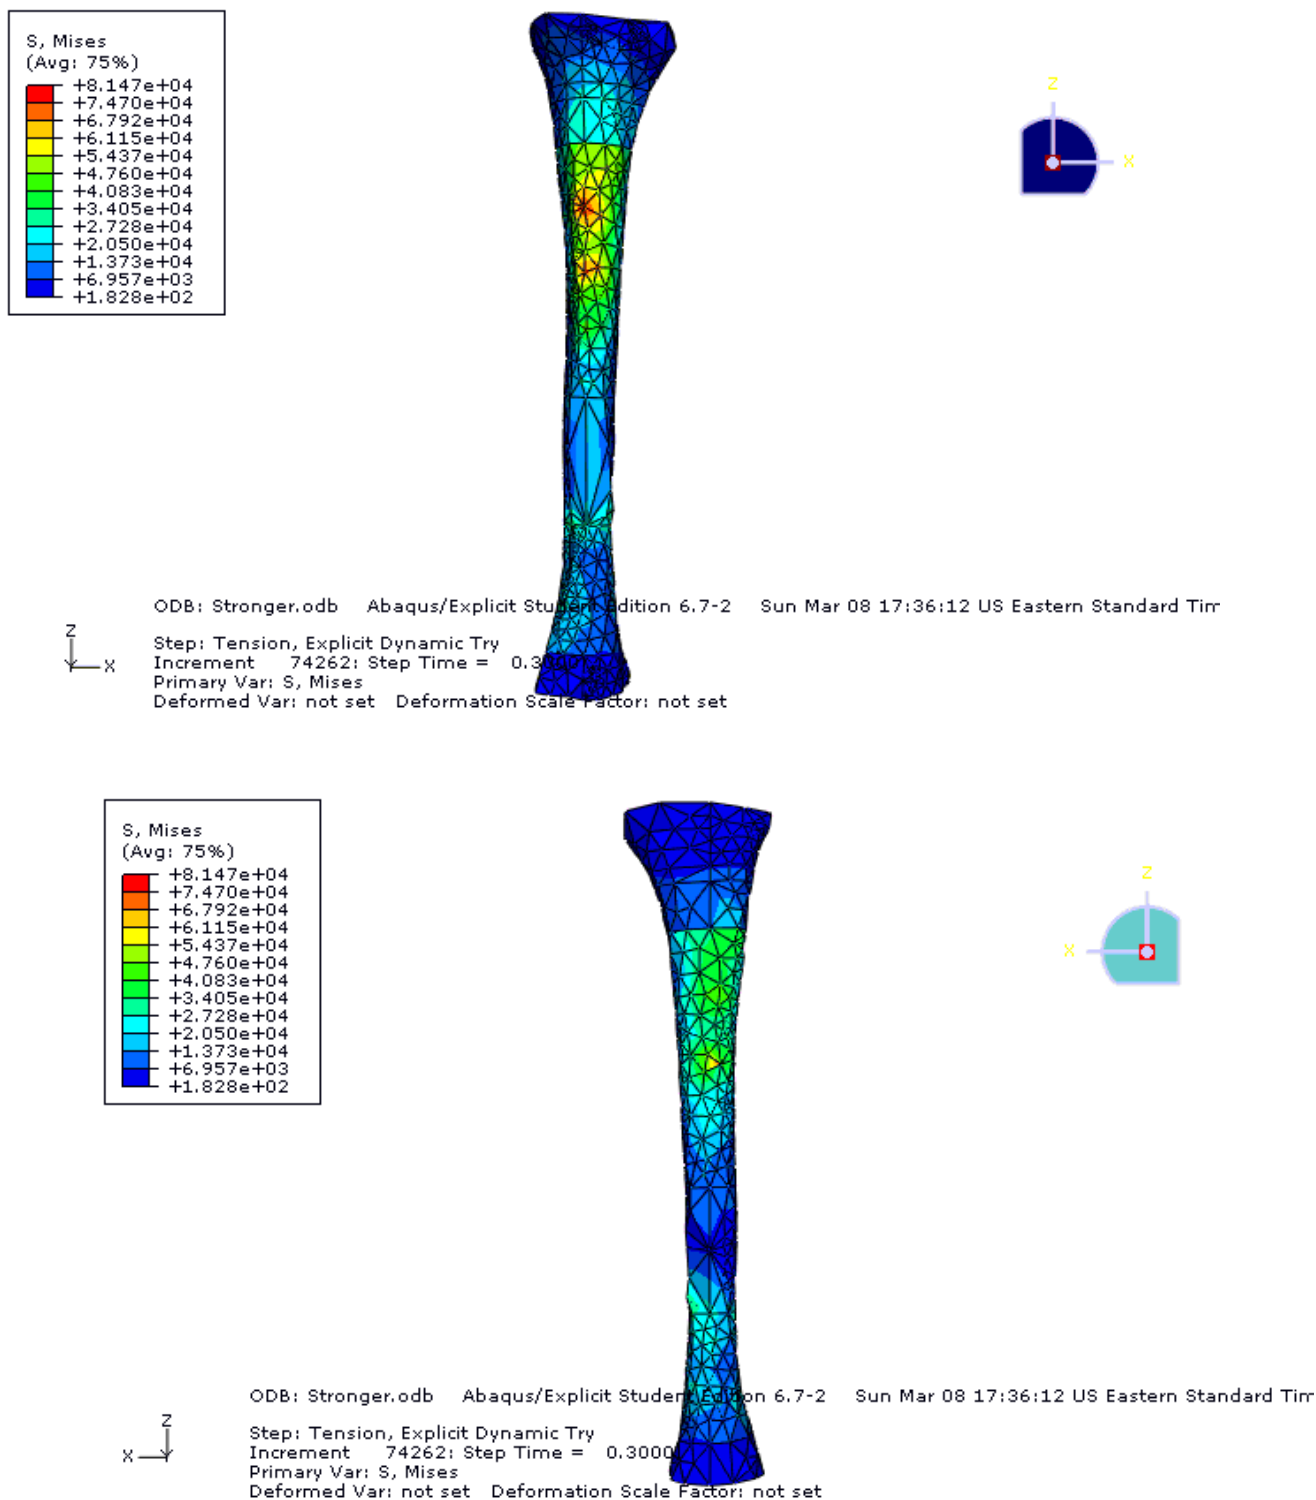 S, Mises
(Avg: 75%)
+8.147e+04
+7.470e+04
+6.792e+04
+6.115e+04
+5.437e+04
+4.760e+04
+4.083e+04
+3.405e+04
+2.728e+04
+2.050e+04
+1.373e+04
+6.957e+03
+1.828e+02
Z
X
ODB: Stronger.odb Abaqus/Explicit Student Edition 6.7-2 Sun Mar 08 17:36:12 US Eastern Standard Tim
Z
X
Step: Tension, Explicit Dynamic Try
Increment 74262: Step Time = 0.3000
Primary Var: S, Mises
Deformed Var: not set Deformation Scale Factor: not set
S, Mises
(Avg: 75%)
+8.147e+04
+7.470e+04
+6.792e+04
+6.115e+04
+5.437e+04
+4.760e+04
+4.083e+04
+3.405e+04
+2.728e+04
+2.050e+04
+1.373e+04
+6.957e+03
+1.828e+02
Z
X
ODB: Stronger.odb Abaqus/Explicit Student Edition 6.7-2 Sun Mar 08 17:36:12 US Eastern Standard Tim
Z
X
Step: Tension, Explicit Dynamic Try
Increment 74262: Step Time = 0.3000
Primary Var: S, Mises
Deformed Var: not set Deformation Scale Factor: not set